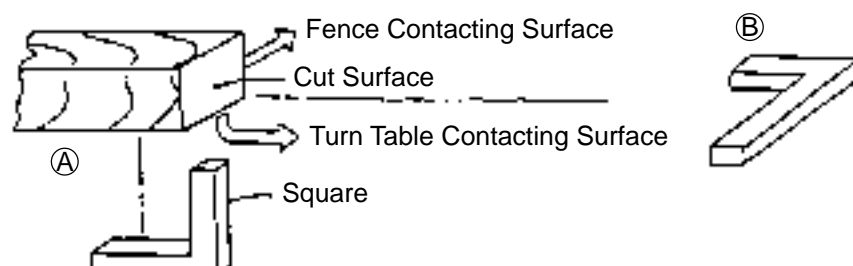 Fence Contacting Surface
Ⓑ
Cut Surface
Turn Table Contacting Surface
Ⓐ
Square